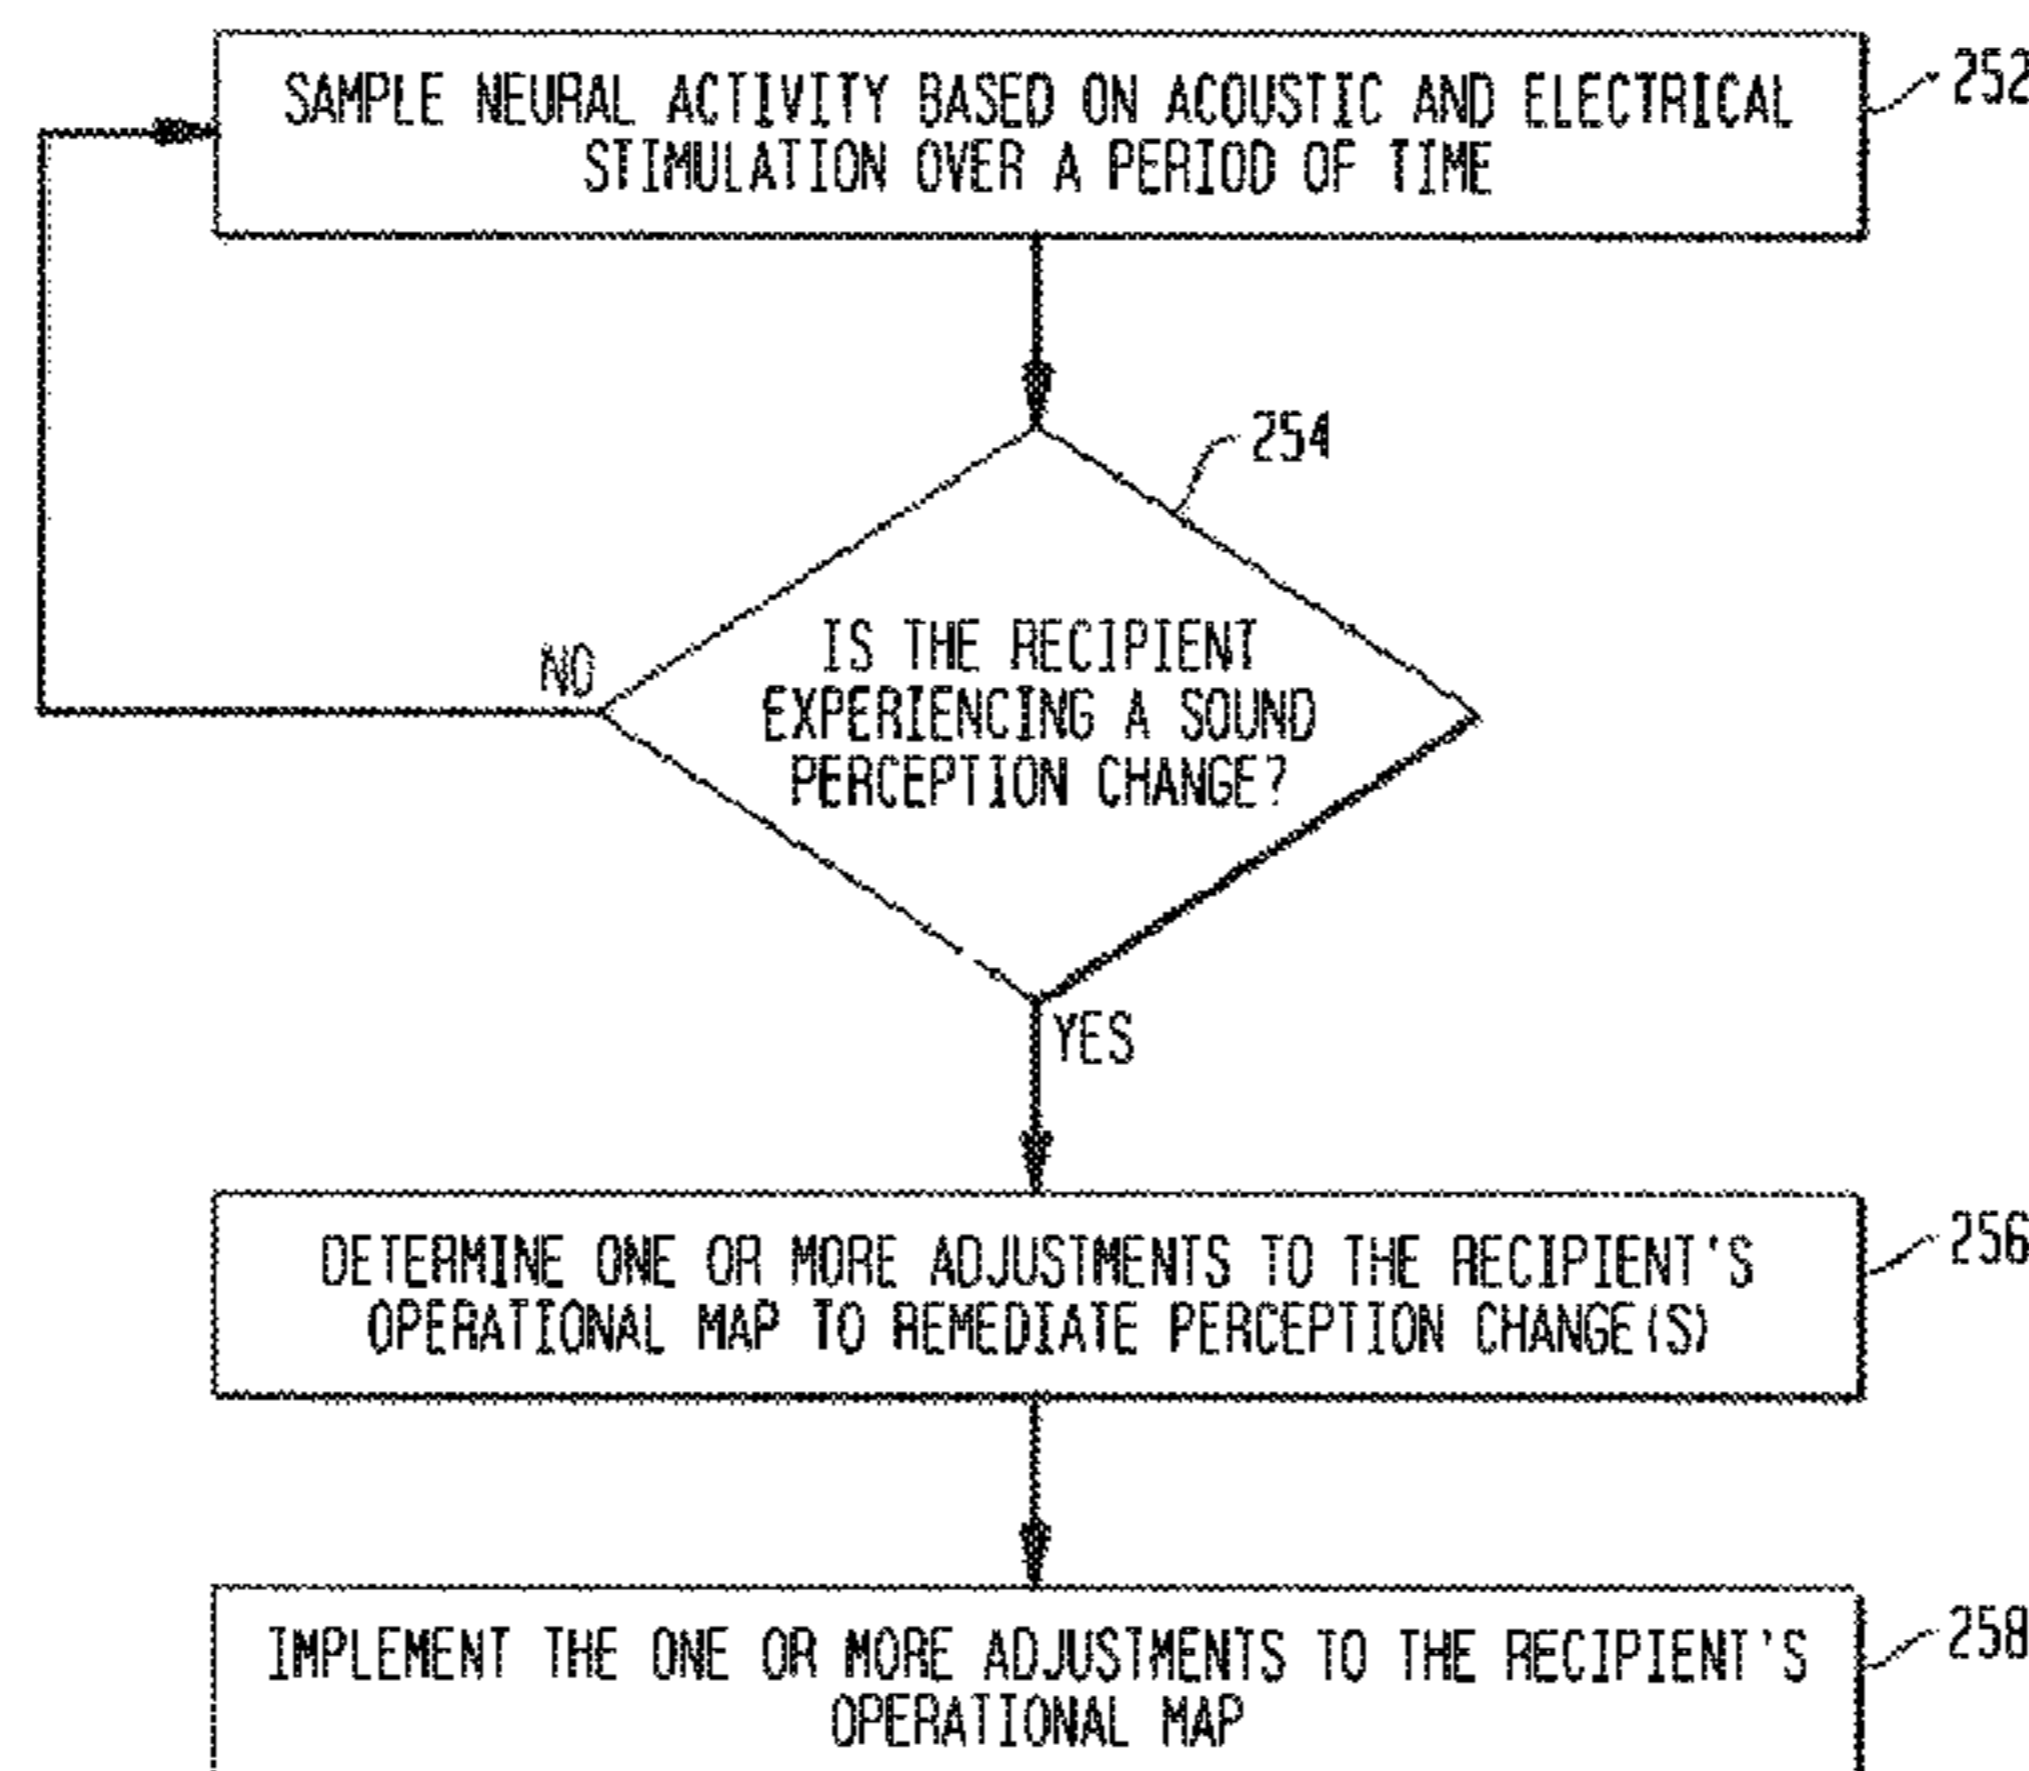 SAMPLE NEURAL ACTIVITY BASED ON ACOUSTIC AND ELECTRICAL
STIMULATION OVER A PERIOD OF TIME
252
254
IS THE RECIPIENT
EXPERIENCING A SOUND
PERCEPTION CHANGE?
NO
YES
DETERMINE ONE OR MORE ADJUSTMENTS TO THE RECIPIENT'S
OPERATIONAL MAP TO REMEDIATE PERCEPTION CHANGE(S)
256
IMPLEMENT THE ONE OR MORE ADJUSTMENTS TO THE RECIPIENT'S
OPERATIONAL MAP
258